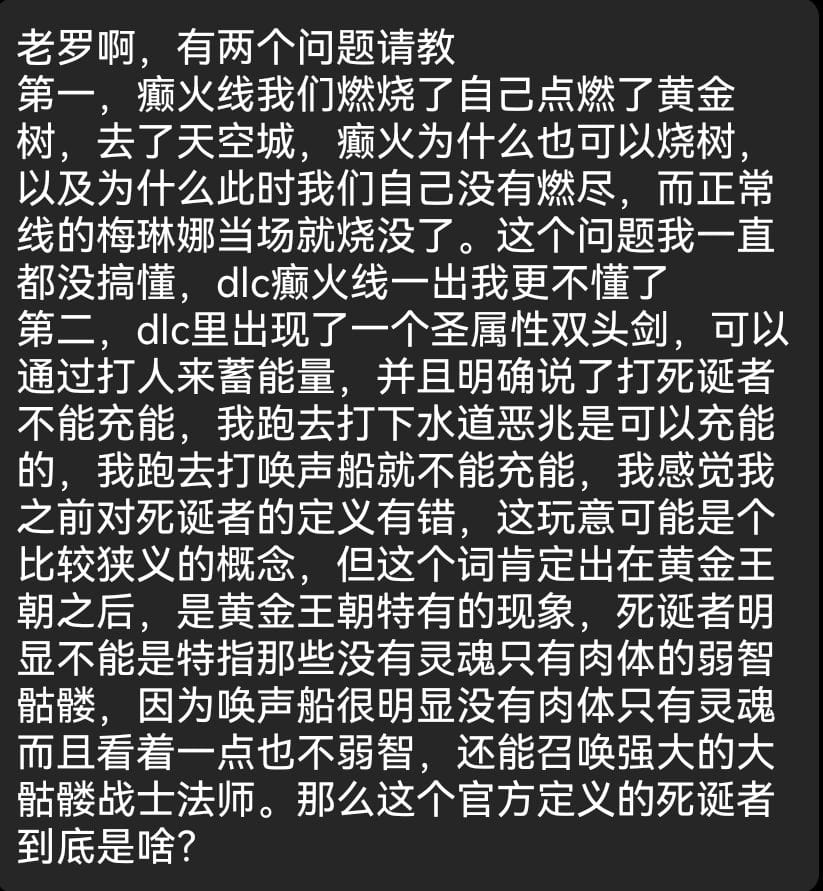 老罗啊，有两个问题请教
第一，癫火线我们燃烧了自己点燃了黄金
树，去了天空城，癫火为什么也可以烧树，
以及为什么此时我们自己没有燃尽，而正常
线的梅琳娜当场就烧没了。这个问题我一直
都没搞懂，dlc癫火线一出我更不懂了
第二，dlc里出现了一个圣属性双头剑，可以
通过打人来蓄能量，并且明确说了打死诞者
不能充能，我跑去打下水道恶兆是可以充能
的，我跑去打唤声船就不能充能，我感觉我
之前对死诞者的定义有错，这玩意可能是个
比较狭义的概念，但这个词肯定出在黄金王
朝之后，是黄金王朝特有的现象，死诞者明
显不能是特指那些没有灵魂只有肉体的弱智
骷髅，因为唤声船很明显没有肉体只有灵魂
而且看着一点也不弱智，还能召唤强大的大
骷髅战士法师。那么这个官方定义的死诞者
到底是啥？